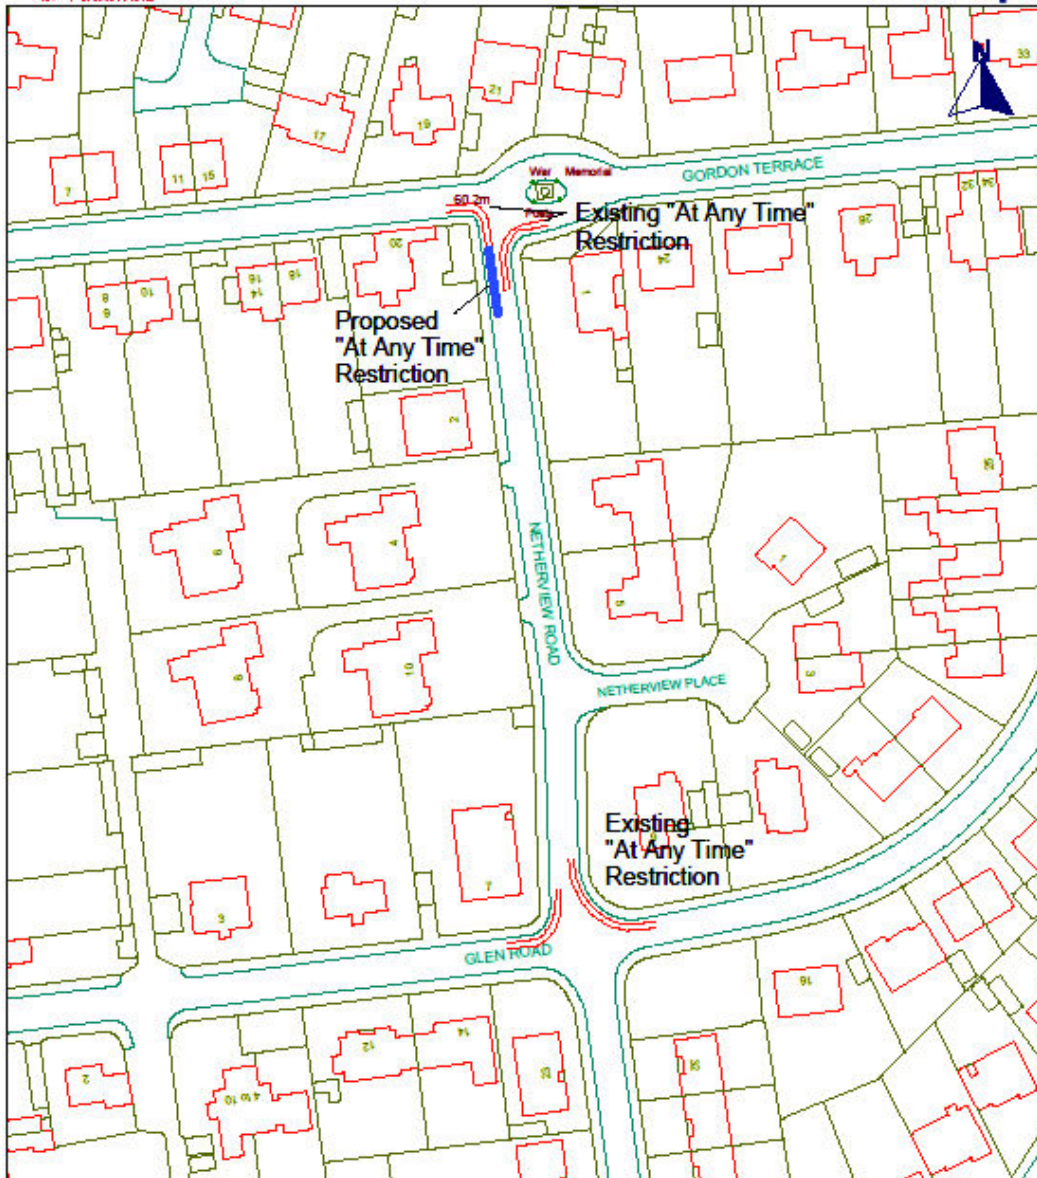 N
33
21
19
17
11
15
7
War Memorial
GORDON TERRACE
60.2m
Posts
Existing "At Any Time"
Restriction
34
32
26
24
1
20
18
16
14
10
8
6
Proposed
"At Any Time"
Restriction
2
4
6
NETHERVIEW ROAD
5
1
3
NETHERVIEW PLACE
10
Existing
"At Any Time"
Restriction
7
3
GLEN ROAD
16
14
12
2
4 to 10